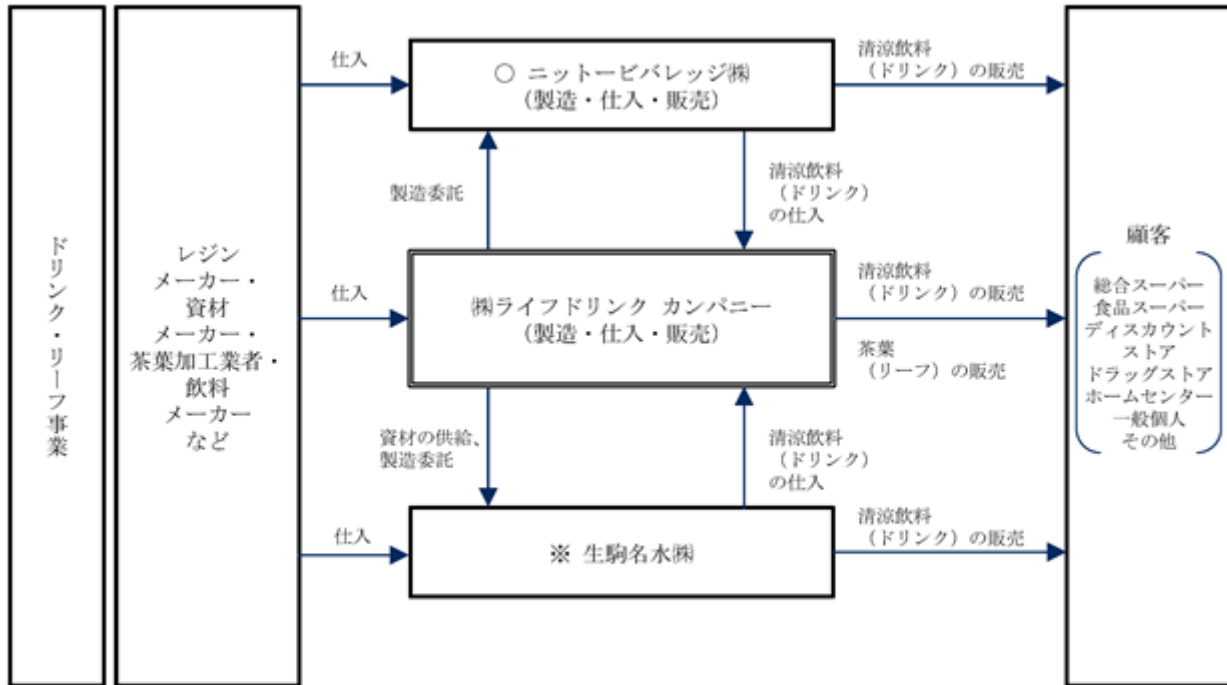 ドリンク・リーフ事業
レジン
メーカー・
資材
メーカー・
茶葉加工業者・
飲料
メーカー
など
仕入
○ ニットービバレッジ㈱
(製造・仕入・販売)
清涼飲料
(ドリンク)の販売
製造委託
清涼飲料
(ドリンク)
の仕入
仕入
㈱ライフドリンク カンパニー
(製造・仕入・販売)
清涼飲料
(ドリンク)の販売
茶葉
(リーフ)の販売
資材の供給、
製造委託
清涼飲料
(ドリンク)
の仕入
仕入
※ 生駒名水㈱
清涼飲料
(ドリンク)の販売
顧客
総合スーパー
食品スーパー
ディスカウント
ストア
ドラッグストア
ホームセンター
一般個人
その他